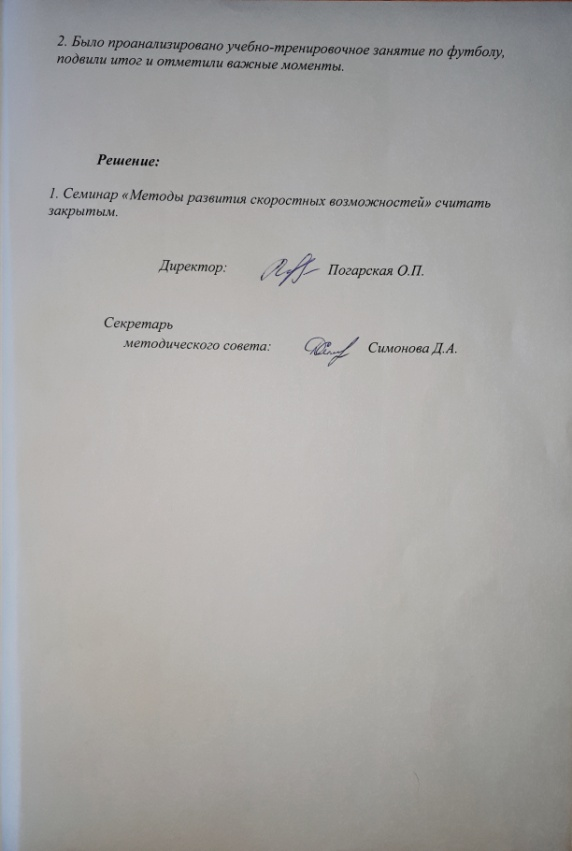 2. Было проанализировано учебно-тренировочное занятие по футболу,
подвили итог и отметили важные моменты.
Решение:
1. Семинар «Методы развития скоростных возможностей» считать
закрытым.
Директор: Погарская О.П.
Секретарь
методического совета: Симонова Д.А.